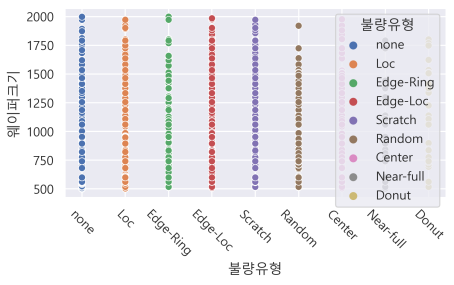 2000
1750
1500
1250
1000
750
500
웨이퍼크기
none
Loc
Edge-Ring
Edge-Loc
Scratch
Random
Center
Near-full
Donut
불량유형
불량유형
none
Loc
Edge-Ring
Edge-Loc
Scratch
Random
Center
Near-full
Donut